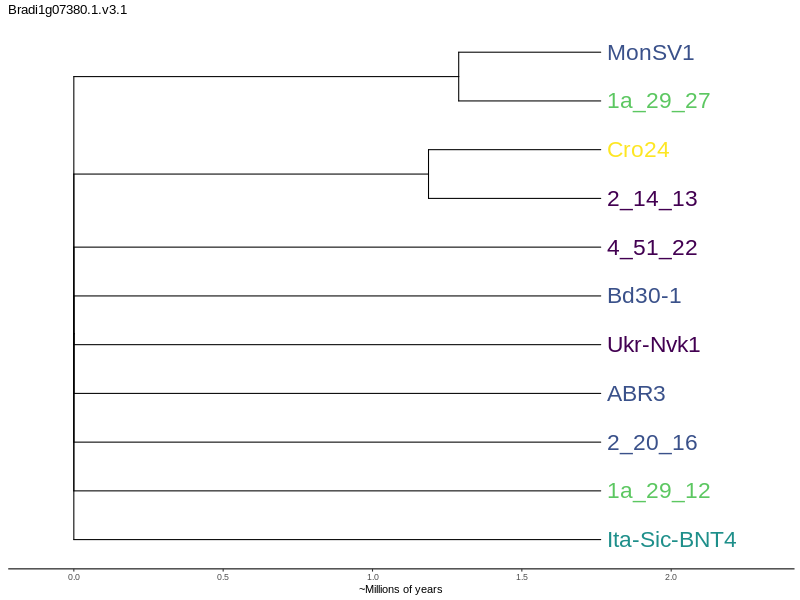 Bradi1g07380.1.v3.1
MonSV1
1a_29_27
Cro24
2_14_13
4_51_22
Bd30-1
Ukr-Nvk1
ABR3
2_20_16
1a_29_12
Ita-Sic-BNT4
0.0 0.5 1.0 1.5 2.0
~Millions of years